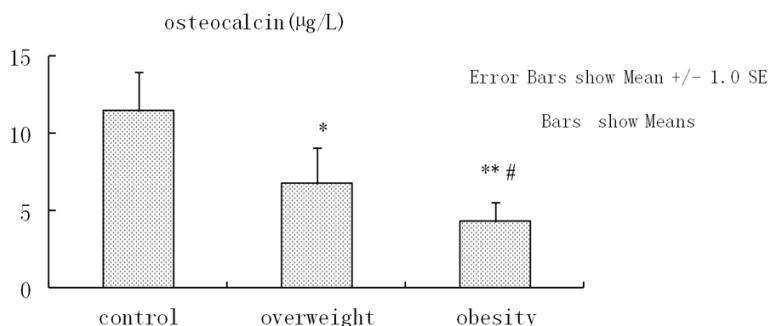 osteocalcin(μg/L)
15
10
5
0
Error Bars show Mean +/- 1.0 SE
Bars show Means
*
** #
control overweight obesity